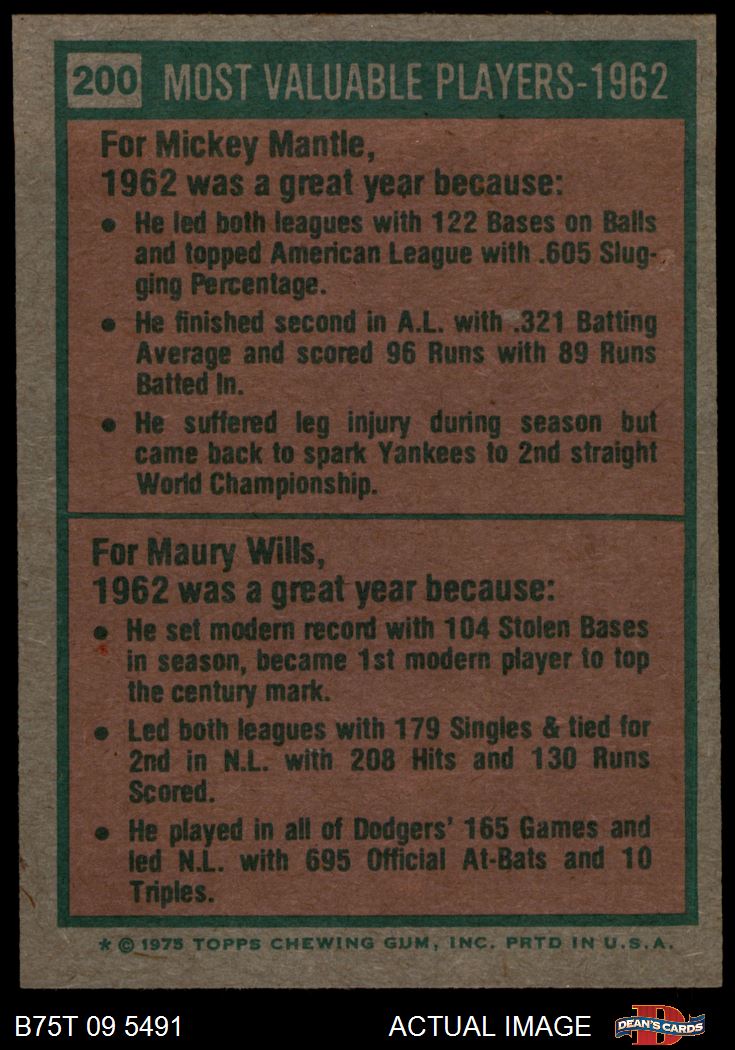 200 MOST VALUABLE PLAYERS-1962
For Mickey Mantle,
1962 was a great year because:
• He led both leagues with 122 Bases on Balls
and topped American League with .605 Slug-
ging Percentage.
• He finished second in A.L. with .321 Batting
Average and scored 96 Runs with 89 Runs
Batted In.
• He suffered leg injury during season but
came back to spark Yankees to 2nd straight
World Championship.
For Maury Wills,
1962 was a great year because:
• He set modern record with 104 Stolen Bases
in season, became 1st modern player to top
the century mark.
• Led both leagues with 179 Singles & tied for
2nd in N.L. with 208 Hits and 130 Runs
Scored.
• He played in all of Dodgers' 165 Games and
led N.L. with 695 Official At-Bats and 10
Triples.
* © 1975 TOPPS CHEWING GUM, INC. PRTD IN U.S.A.
B75T 09 5491 ACTUAL IMAGE D DEAN'S CARDS